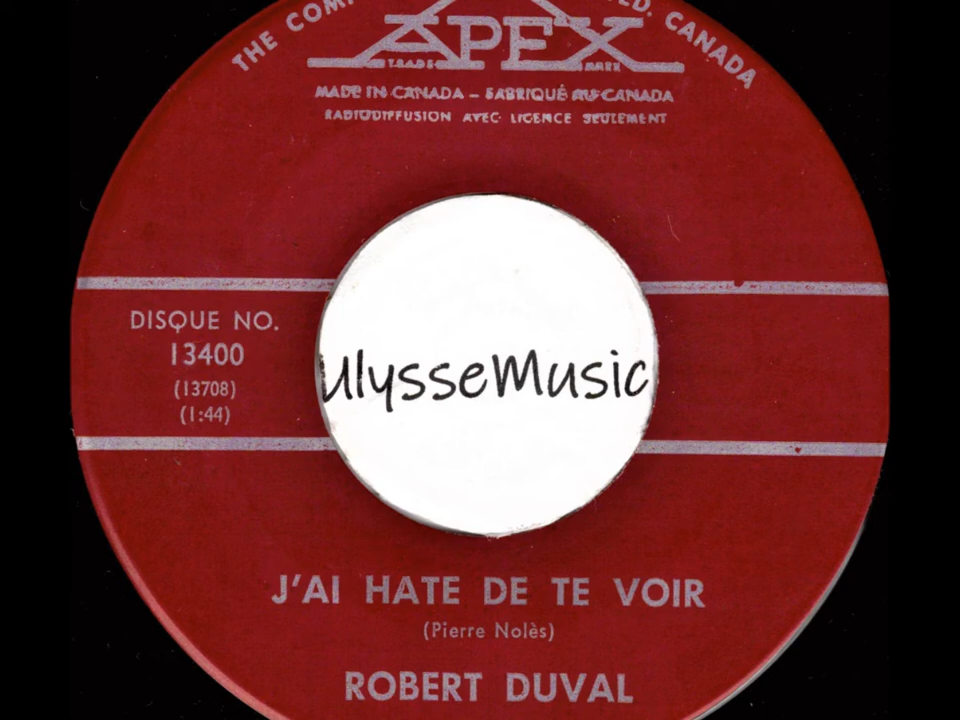 THE COMP
ED. CANADA
APEX
TRADE MARK
MADE IN CANADA – FABRIQUÉ AU CANADA
RADIODIFFUSION AVEC LICENCE SEULEMENT
DISQUE NO.
13400
(13708)
(1:44)
UlysseMusic
J'AI HATE DE TE VOIR
(Pierre Nolès)
ROBERT DUVAL